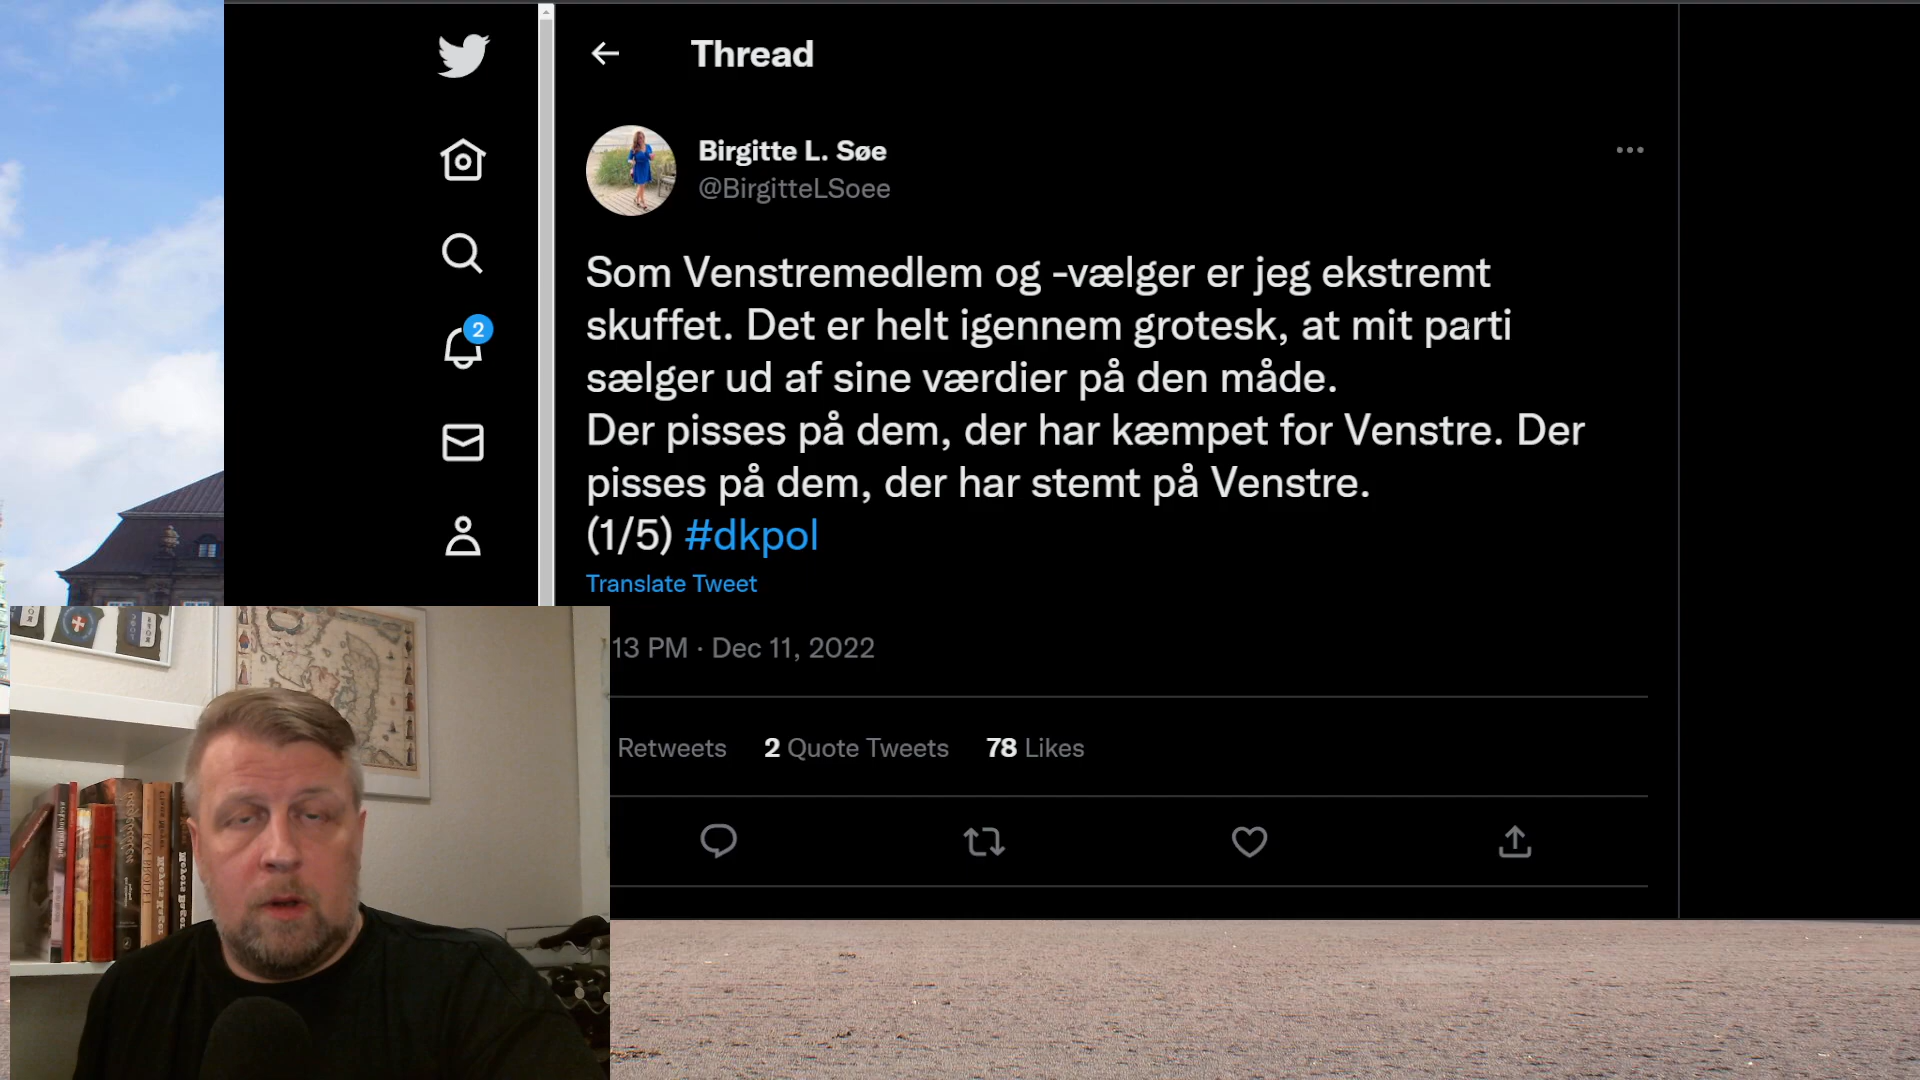 Thread
Birgitte L. Søe
@BirgitteLSoee
Som Venstremedlem og -vælger er jeg ekstremt
skuffet. Det er helt igennem grotesk, at mit parti
sælger ud af sine værdier på den måde.
Der pisses på dem, der har kæmpet for Venstre. Der
pisses på dem, der har stemt på Venstre.
(1/5) #dkpol
Translate Tweet
13 PM · Dec 11, 2022
Retweets 2 Quote Tweets 78 Likes
2